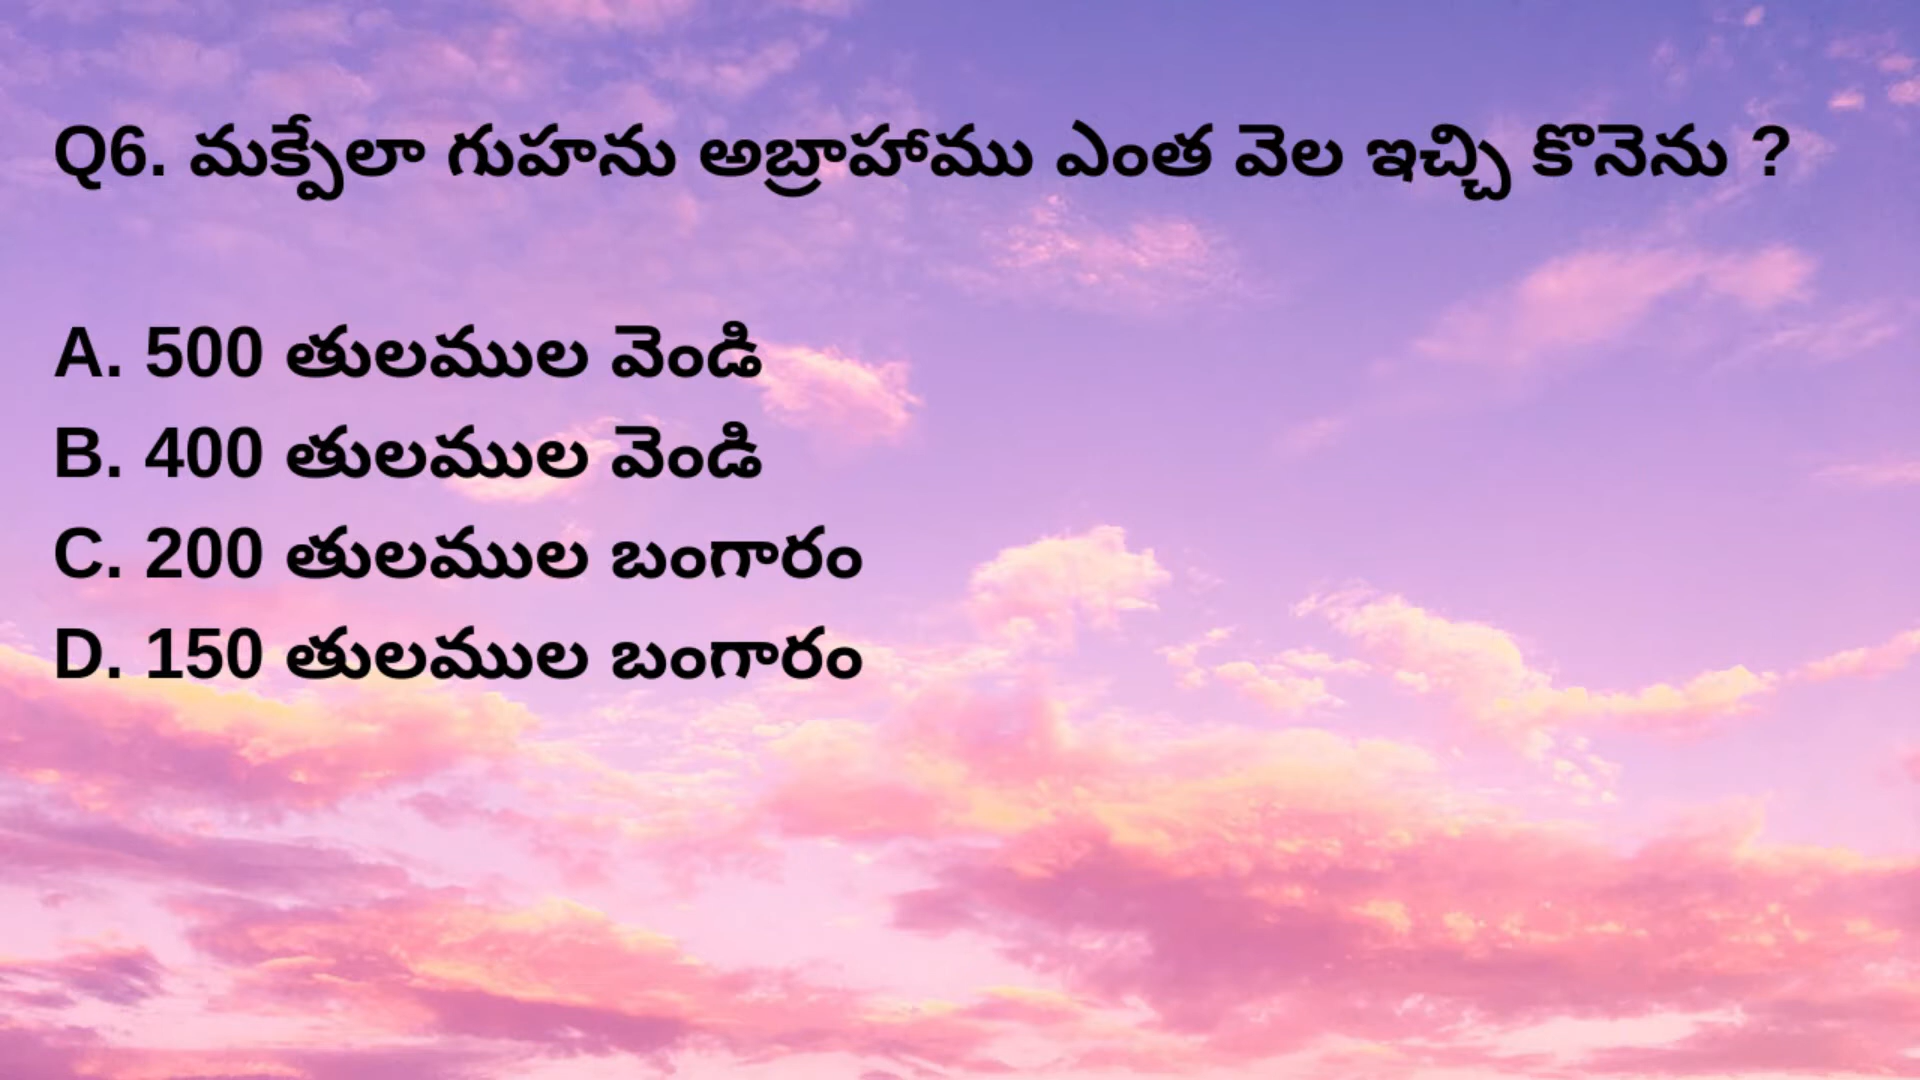 Q6. మక్పేలా గుహను అబ్రాహాము ఎంత వెల ఇచ్చి కొనెను ?
A. 500 తులముల వెండి
B. 400 తులముల వెండి
C. 200 తులముల బంగారం
D. 150 తులముల బంగారం